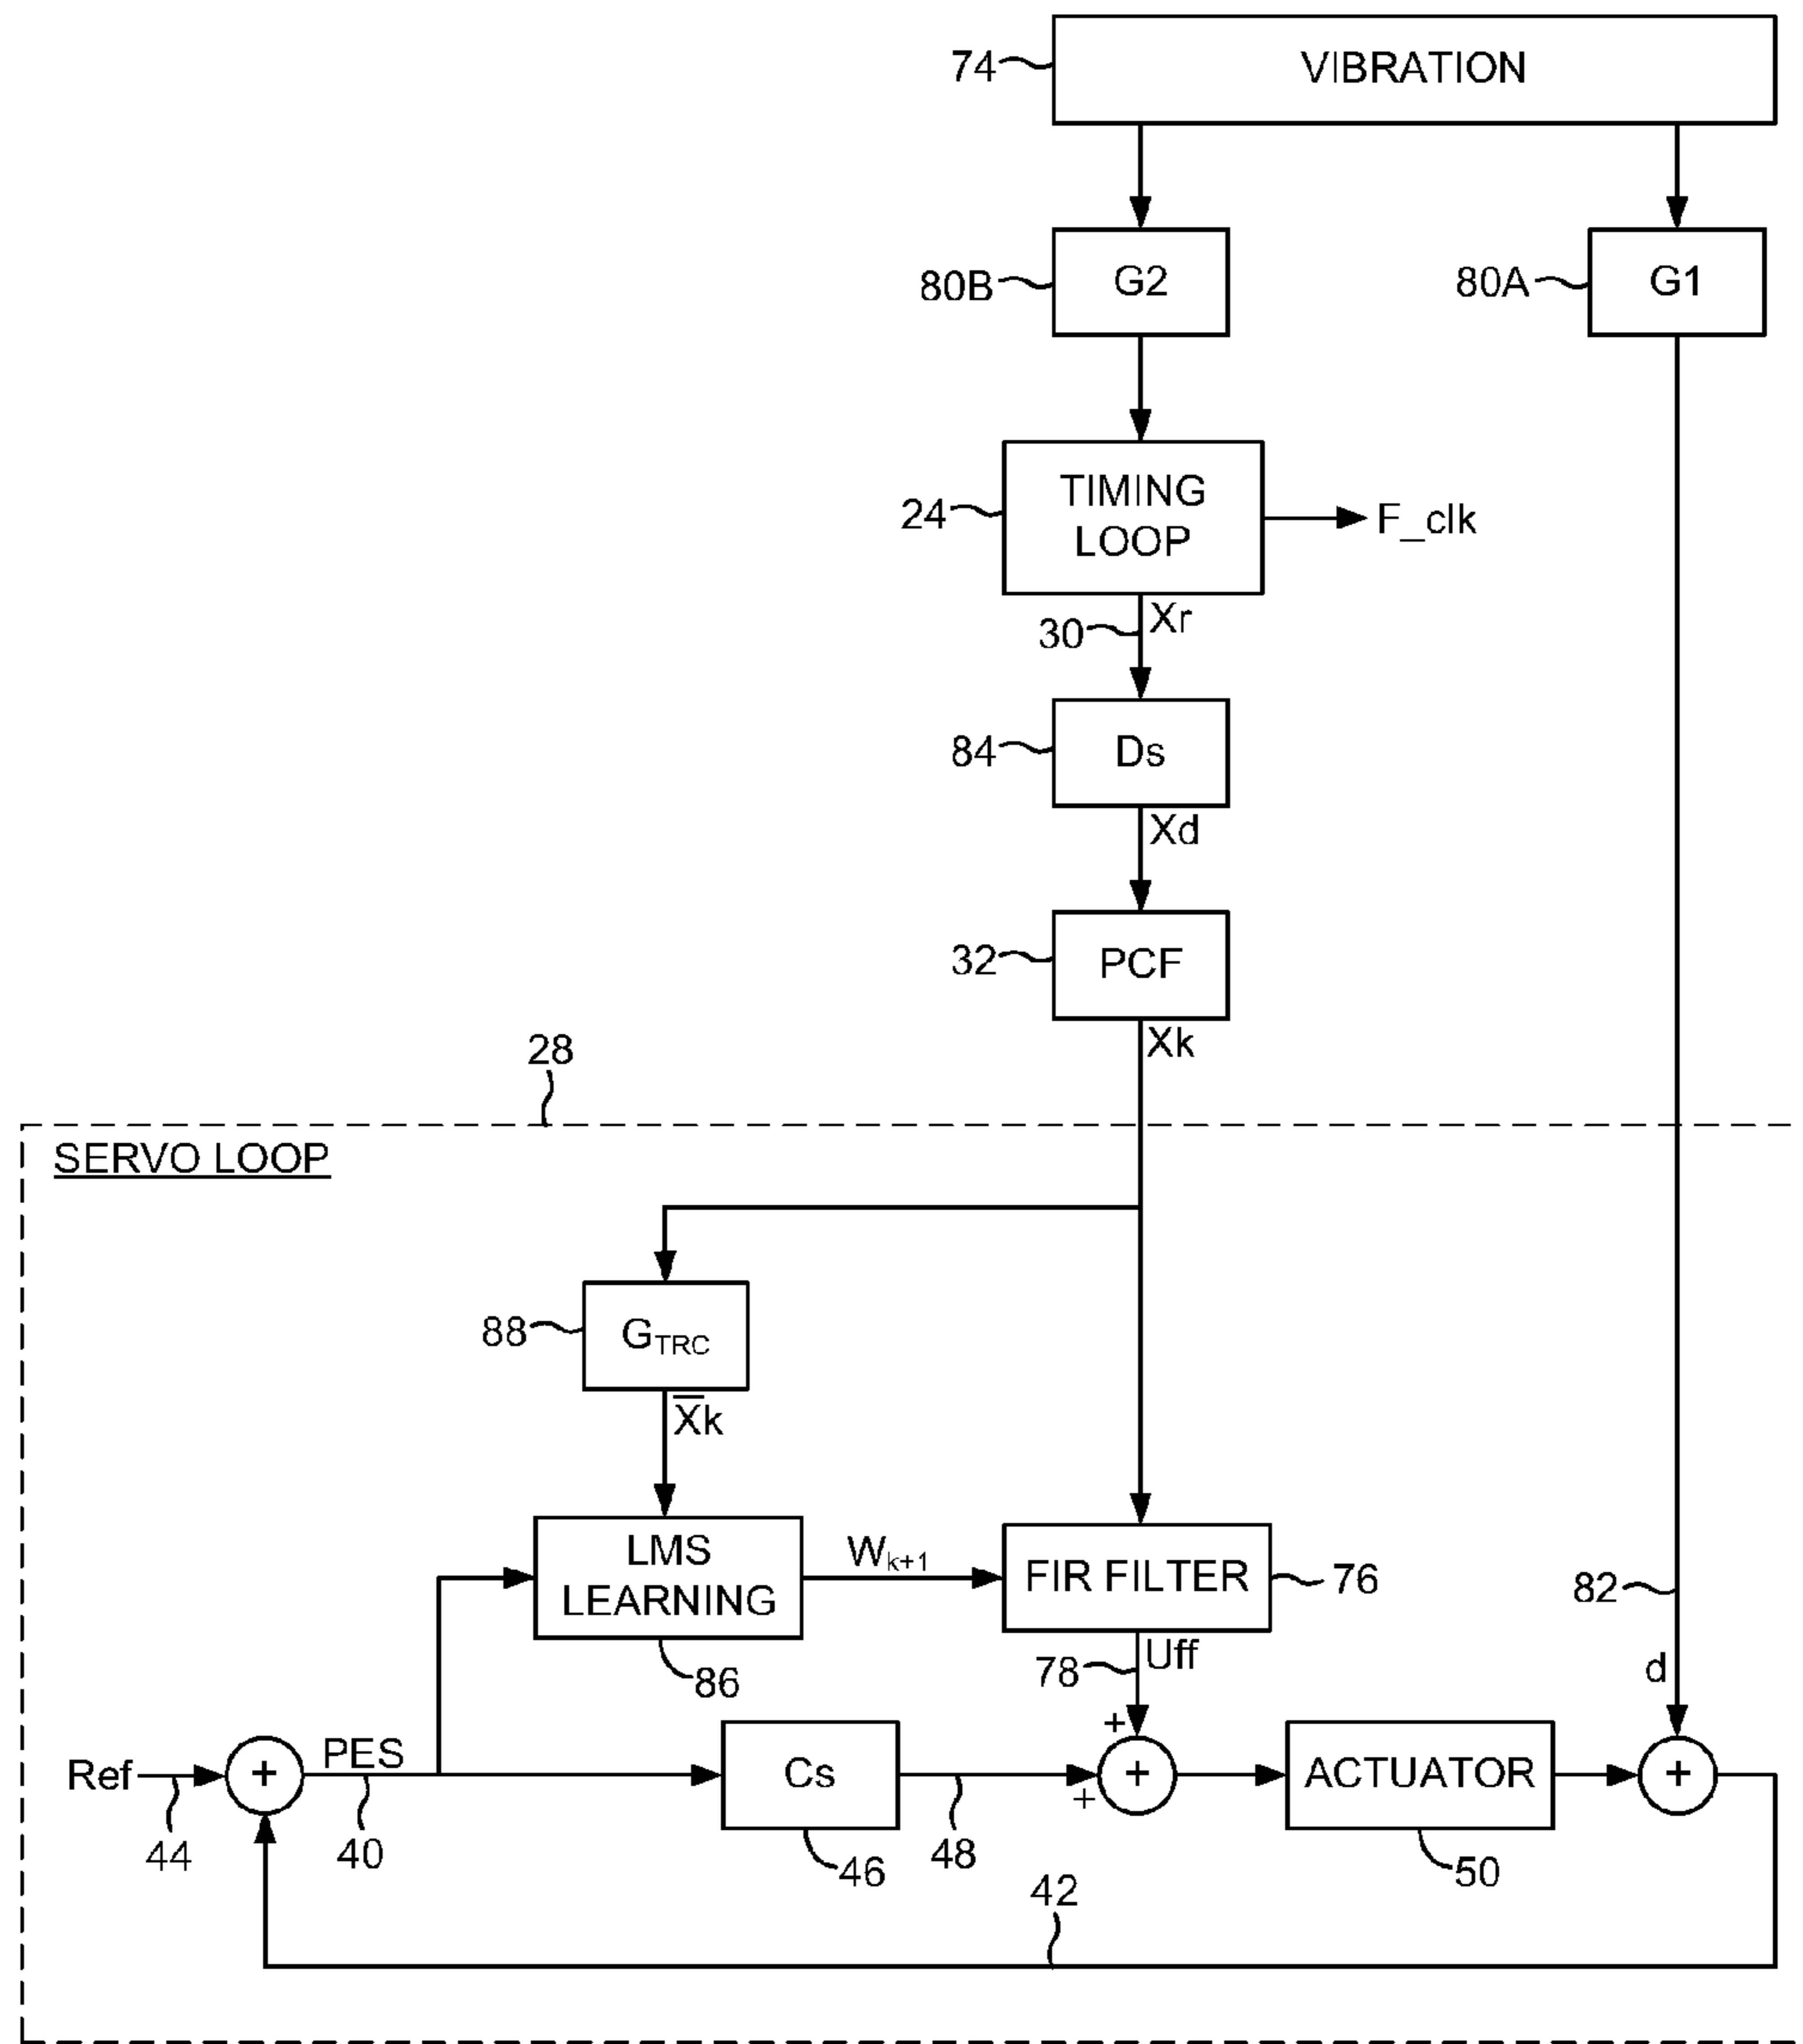 VIBRATION
74
G2
80B
G1
80A
TIMING
LOOP
24
F_clk
Xr
30
Ds
84
Xd
PCF
32
Xk
28
SERVO LOOP
G_TRC
88
X̅k
LMS
LEARNING
86
W_k+1
FIR FILTER
76
82
Uff
78
d
Ref
44
+
PES
40
Cs
46
48
+
+
+
ACTUATOR
50
+
42